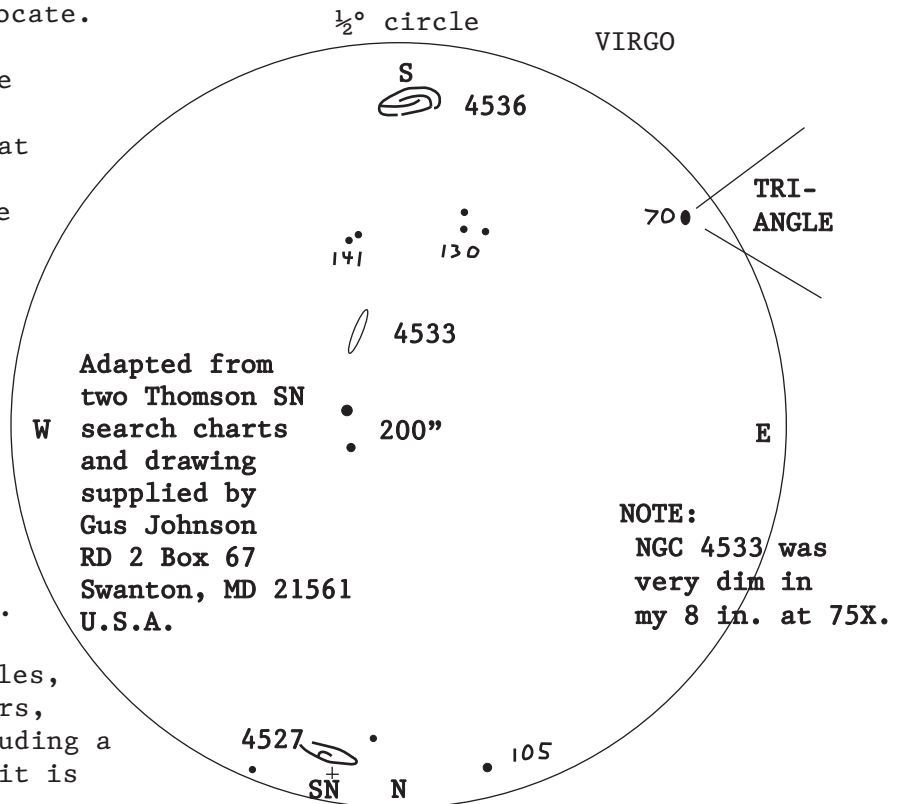 ocate.
½° circle
VIRGO
e
S
4536
at
TRI-
ANGLE
e
70
141
130
4533
Adapted from
two Thomson SN
search charts
and drawing
supplied by
Gus Johnson
RD 2 Box 67
Swanton, MD 21561
U.S.A.
W
200”
E
NOTE:
NGC 4533 was
very dim in
my 8 in. at 75X.
.
les,
rs,
uding a
it is
4527
105
+
SN
N